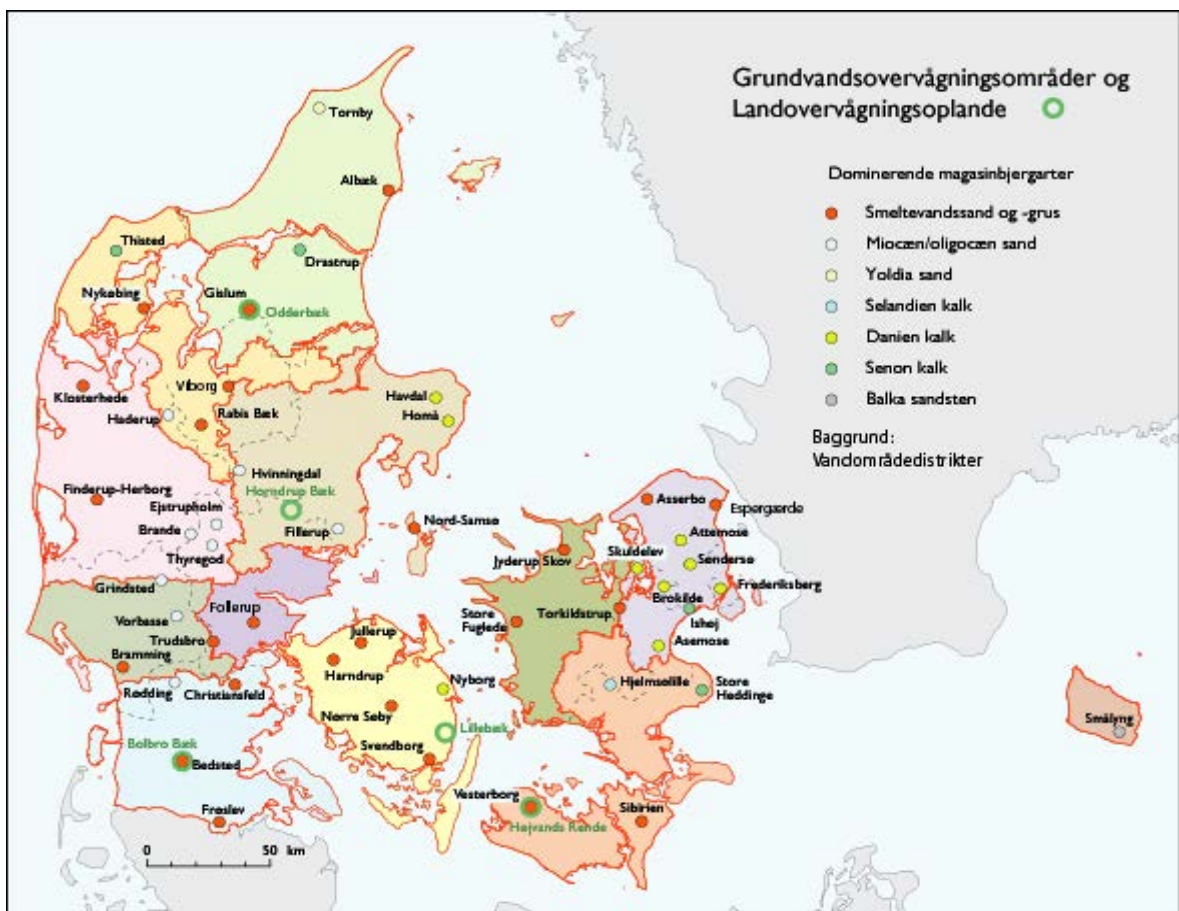 Grundvandsovervågningsområder og
Landovervågningsoplande
Dominerende magasinbjergarter
Smeltevandssand og -grus
Miocæn/oligocæn sand
Yoldia sand
Selandien kalk
Danien kalk
Senon kalk
Balka sandsten
Baggrund:
Vandområdedistrikter
Tornby
Albæk
Thisted
Drastrup
Nykøbing
Gislum
Odderbæk
Viborg
Klosterhede
Haderup
Rabis Bæk
Havdal
Homå
Hvinningdal
Horndrup Bæk
Finderup-Herborg
Ejstrupholm
Brande
Fillerup
Thyregod
Nord-Samsø
Asserbo
Espergærde
Attemose
Skuldelev
Jyderup Skov
Søndersø
Grindsted
Frederiksberg
Brokilde
Vorbasse
Follerup
Store
Fuglede
Torkildstrup
Ishøj
Trudsbro
Jullerup
Asemose
Bramming
Harndrup
Rødding
Christiansfeld
Nyborg
Hjelmsølille
Store
Heddinge
Nørre Søby
Smålyng
Lillebæk
Bolbro Bæk
Svendborg
Bedsted
Vesterborg
Sibirien
Frøslev
Højvands Rende
0 50 km